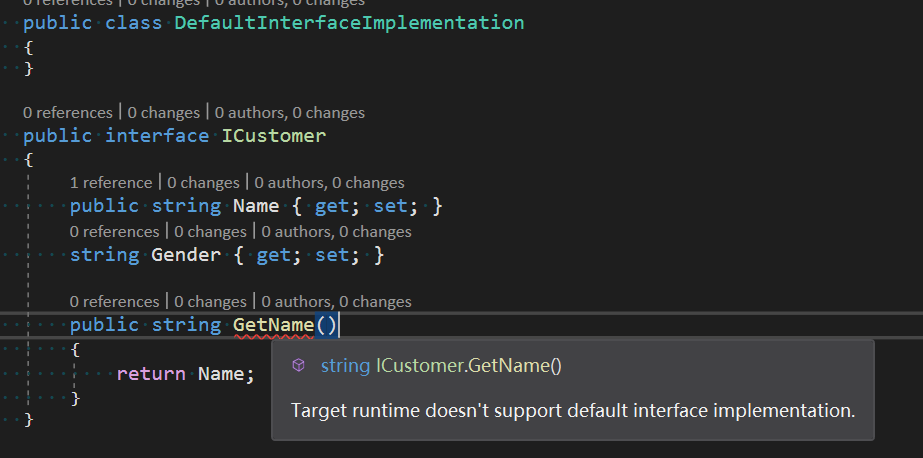 0 references | 0 changes | 0 authors, 0 changes
public class DefaultInterfaceImplementation
{
}
0 references | 0 changes | 0 authors, 0 changes
public interface ICustomer
{
1 reference | 0 changes | 0 authors, 0 changes
public string Name { get; set; }
0 references | 0 changes | 0 authors, 0 changes
string Gender { get; set; }
0 references | 0 changes | 0 authors, 0 changes
public string GetName()
{
return Name;
}
}
string ICustomer.GetName()
Target runtime doesn't support default interface implementation.